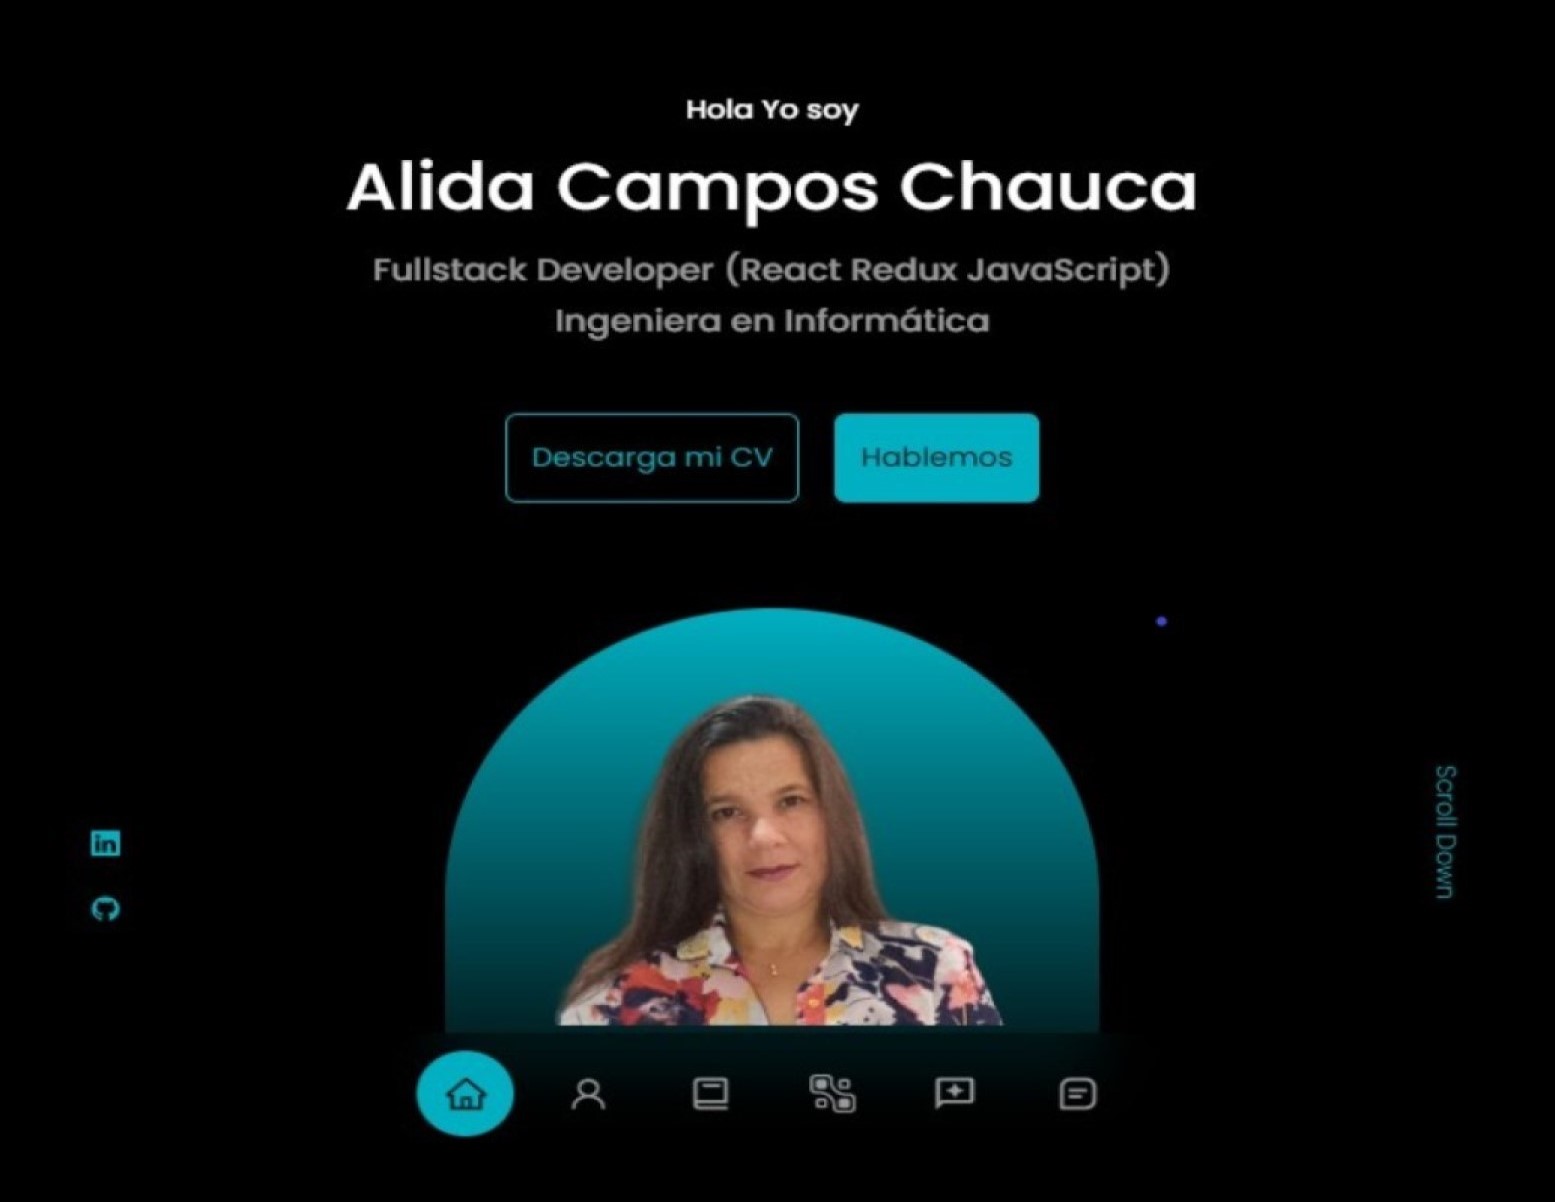 Hola Yo soy
Alida Campos Chauca
Fullstack Developer (React Redux JavaScript)
Ingeniera en Informática
Descarga mi CV
Hablemos
in
Scroll Down